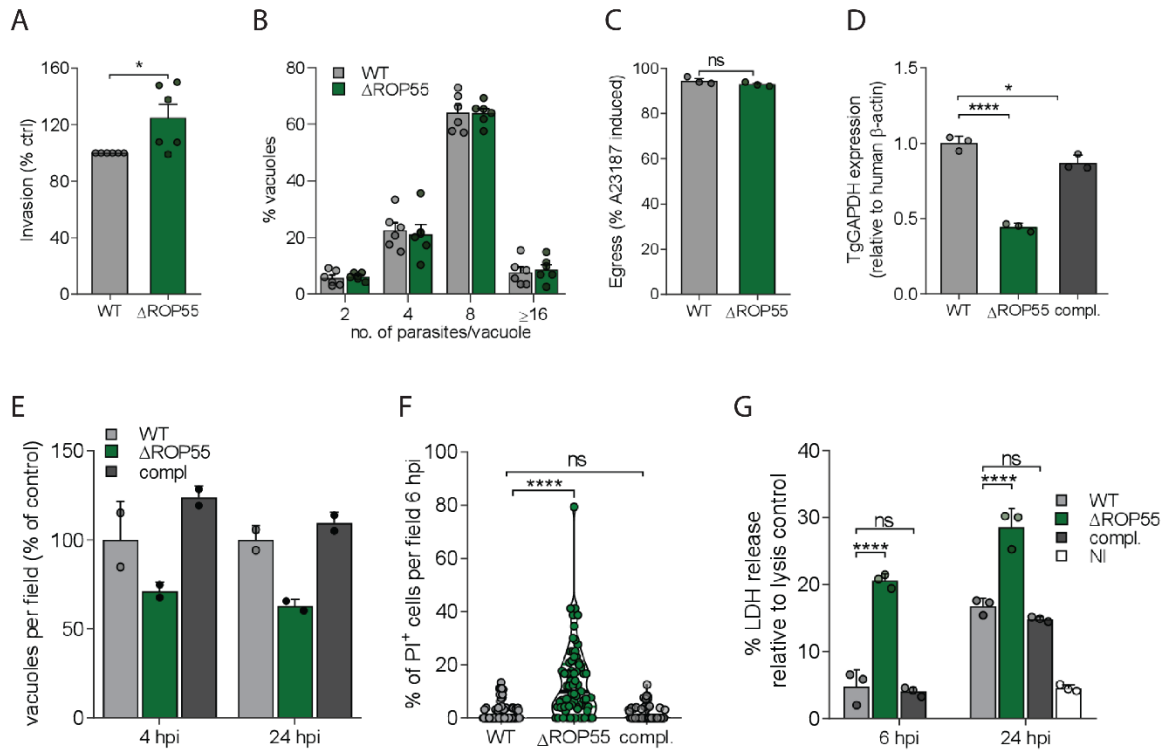 A
Invasion (% ctrl)
160
120
80
40
0
*
WT
ΔROP55
B
% vacuoles
80
60
40
20
0
WT
ΔROP55
2
4
8
≥16
no. of parasites/vacuole
C
Egress (% A23187 induced)
100
80
60
40
20
0
ns
WT
ΔROP55
D
TgGAPDH expression
(relative to human β-actin)
1.5
1.0
0.5
0.0
*
****
WT
ΔROP55
compl.
E
vacuoles per field (% of control)
150
100
50
0
WT
ΔROP55
compl
4 hpi
24 hpi
F
% of PI+ cells per field 6 hpi
100
80
60
40
20
0
ns
****
WT
ΔROP55
compl.
G
% LDH release
relative to lysis control
40
30
20
10
0
ns
****
ns
****
WT
ΔROP55
compl.
NI
6 hpi
24 hpi